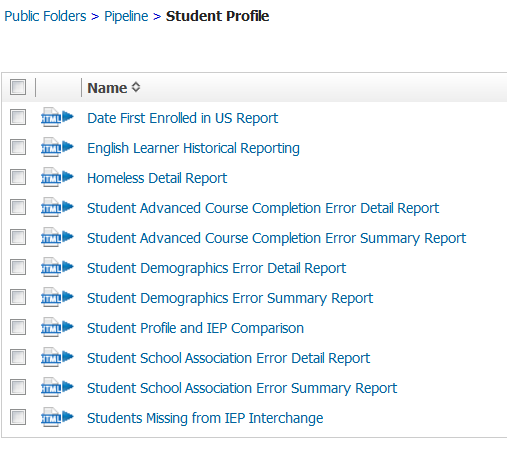 Public Folders > Pipeline > Student Profile
Name
HTML Date First Enrolled in US Report
HTML English Learner Historical Reporting
HTML Homeless Detail Report
HTML Student Advanced Course Completion Error Detail Report
HTML Student Advanced Course Completion Error Summary Report
HTML Student Demographics Error Detail Report
HTML Student Demographics Error Summary Report
HTML Student Profile and IEP Comparison
HTML Student School Association Error Detail Report
HTML Student School Association Error Summary Report
HTML Students Missing from IEP Interchange